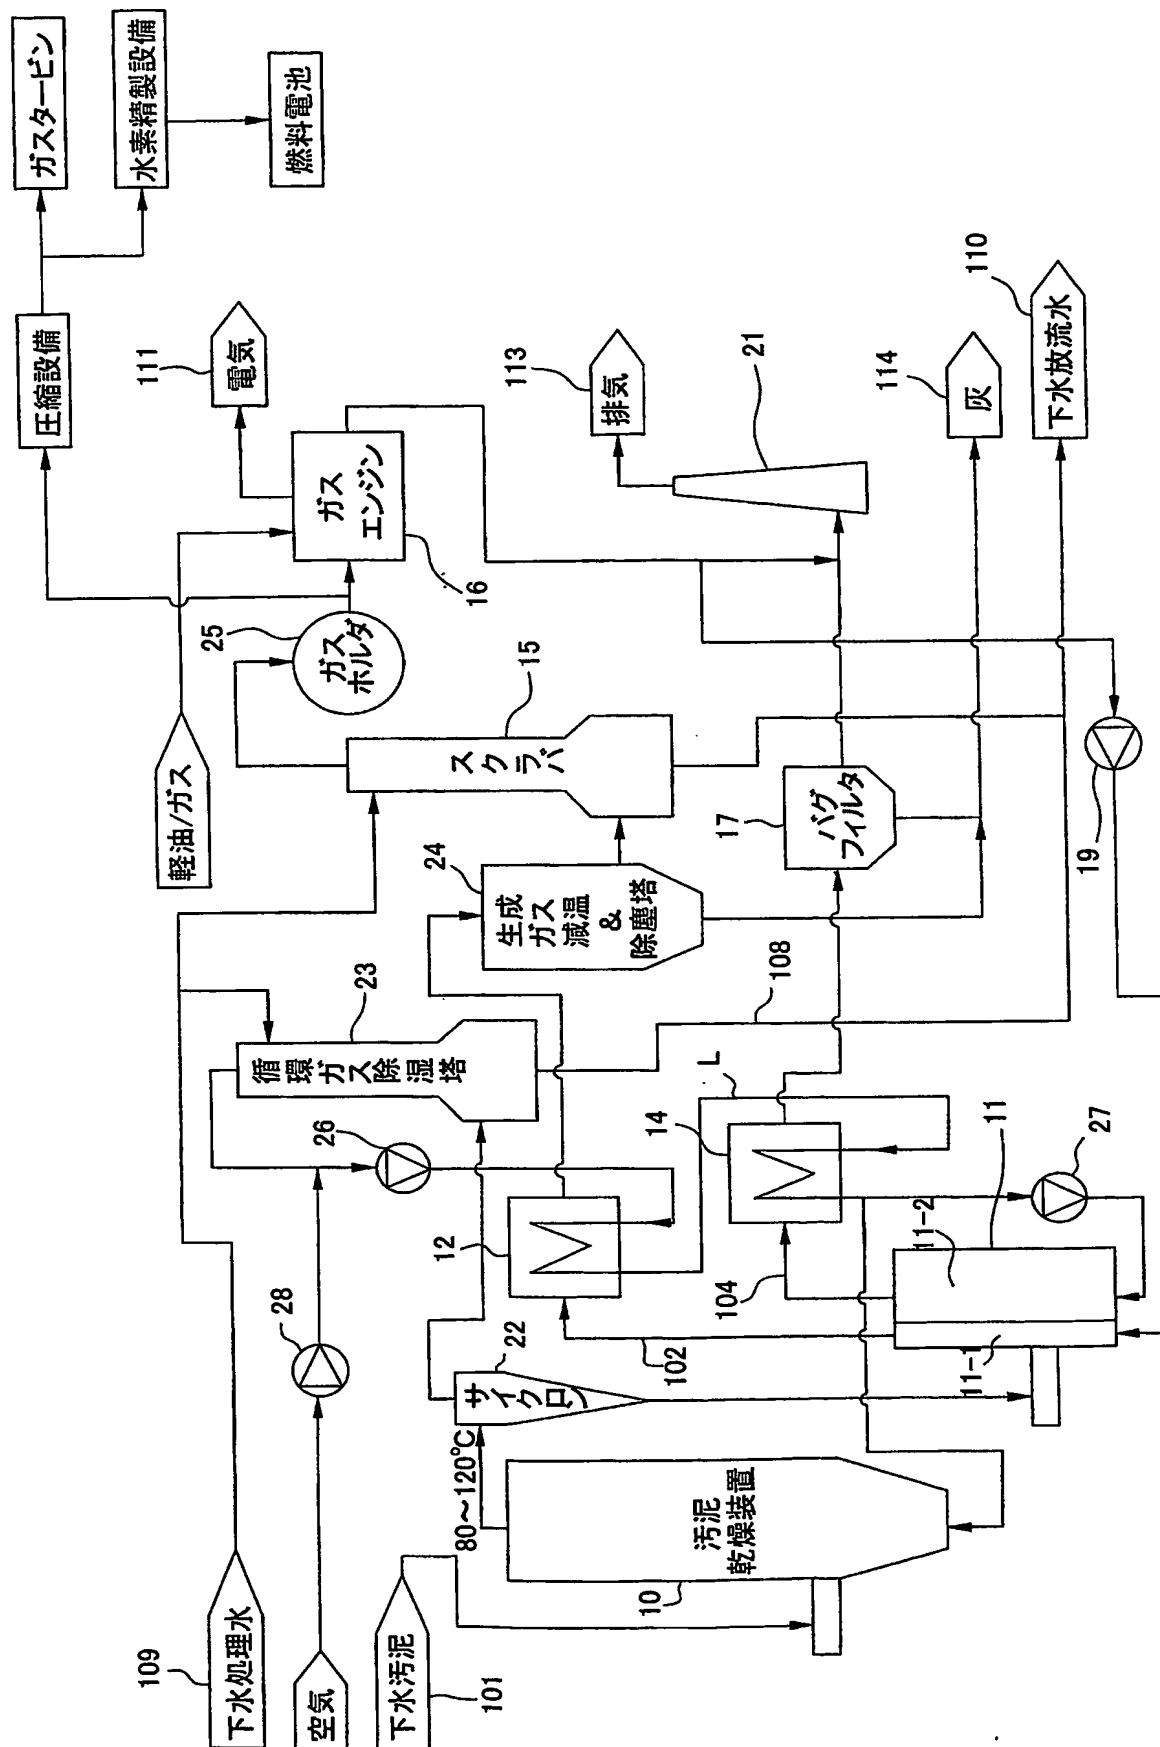 ガスタービン
水素精製設備
燃料電池
圧縮設備
111
電気
113
排気
21
114
灰
110
下水放流水
ガス
エンジン
16
25
ガス
ホルダ
軽油/ガス
15
スクラバ
17
バグ
フィルタ
19
24
生成
ガス
減温
&
除塵塔
108
23
循環ガス除湿塔
L
26
14
12
27
11
11-2
11-1
104
102
28
22
サイクロン
80~120°C
汚泥
乾燥装置
10
109
下水処理水
空気
下水汚泥
101